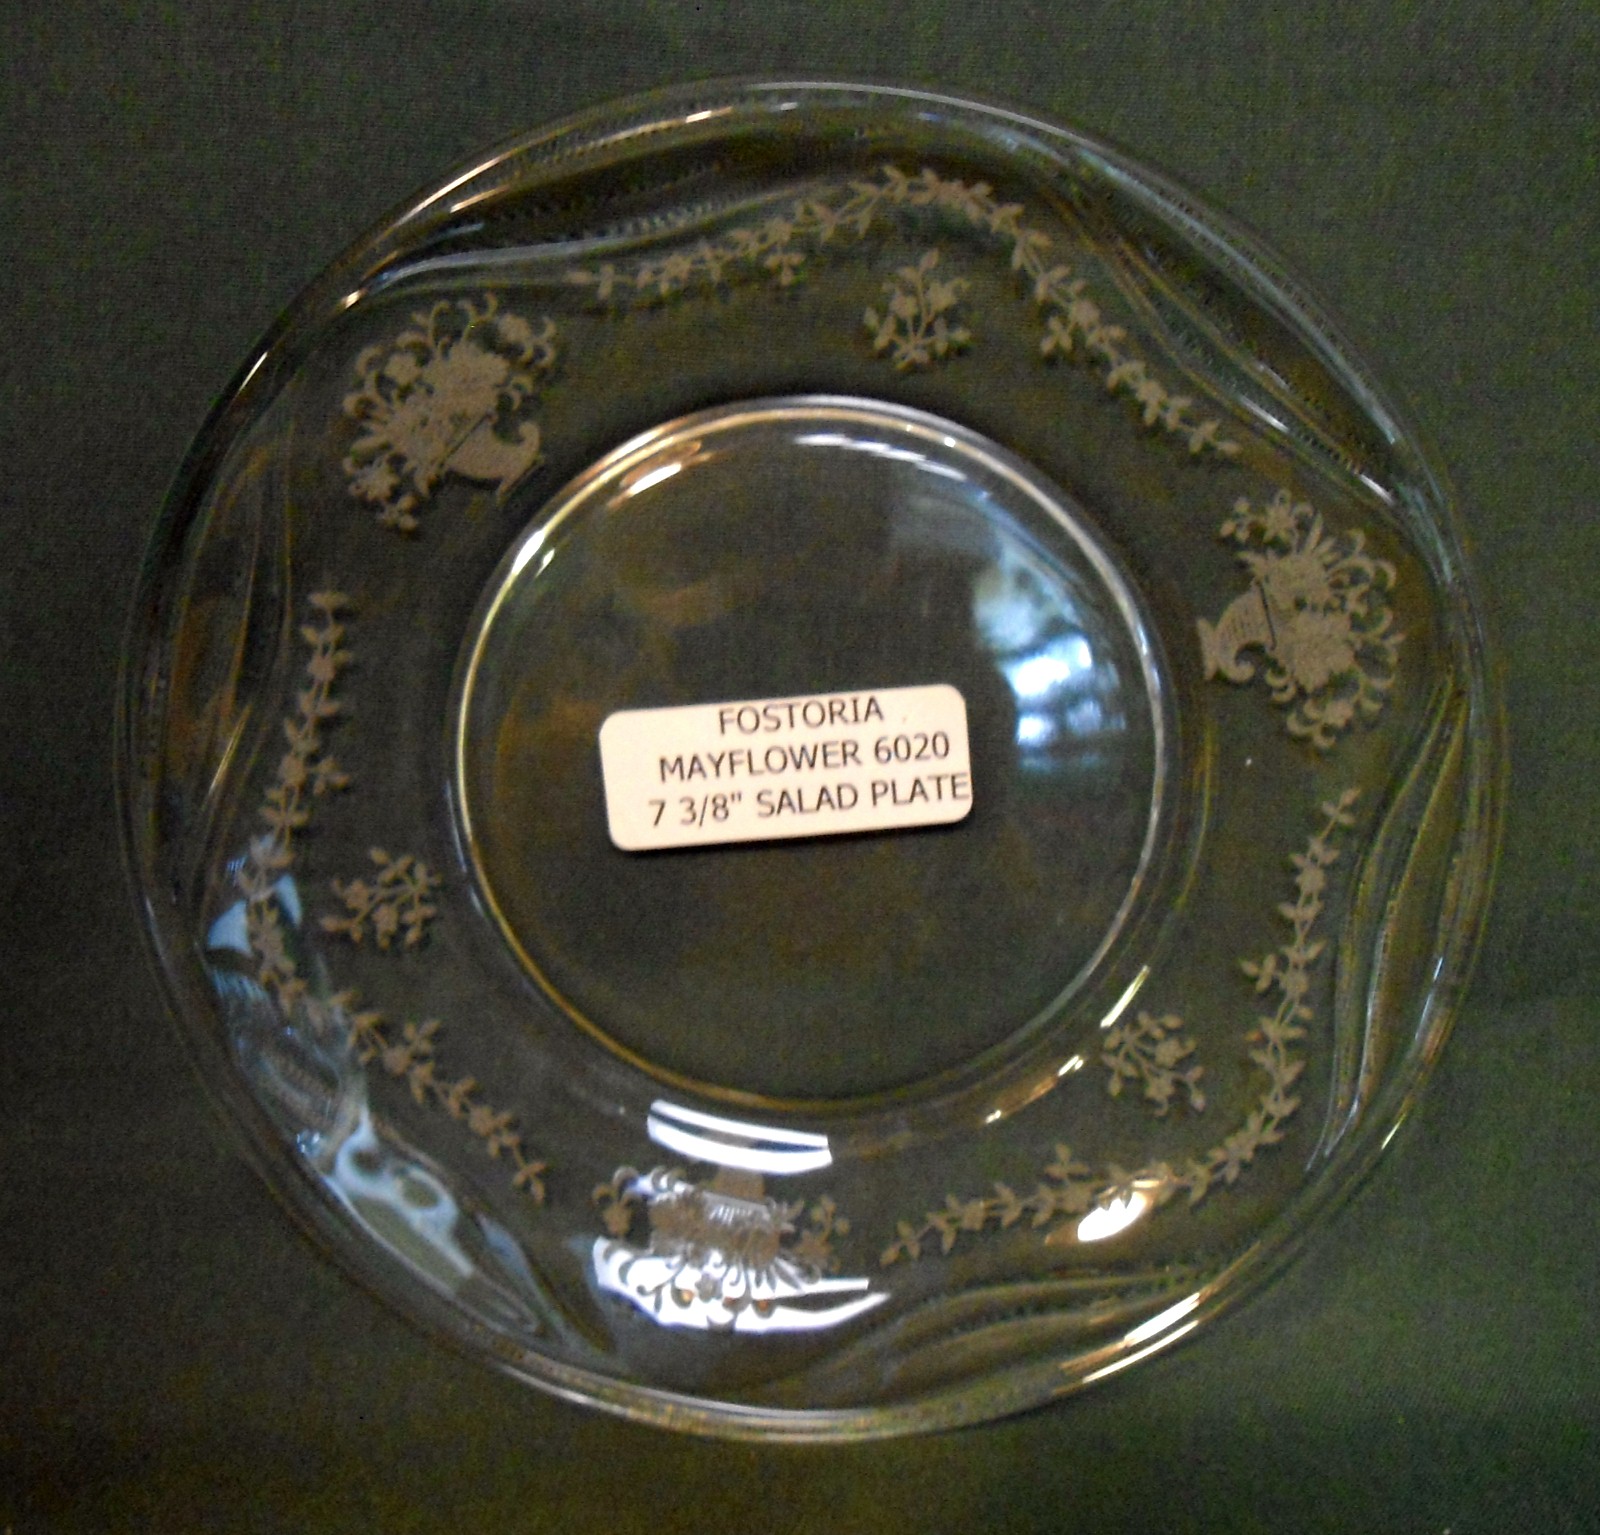 FOSTORIA
MAYFLOWER 6020
7 3/8" SALAD PLATE